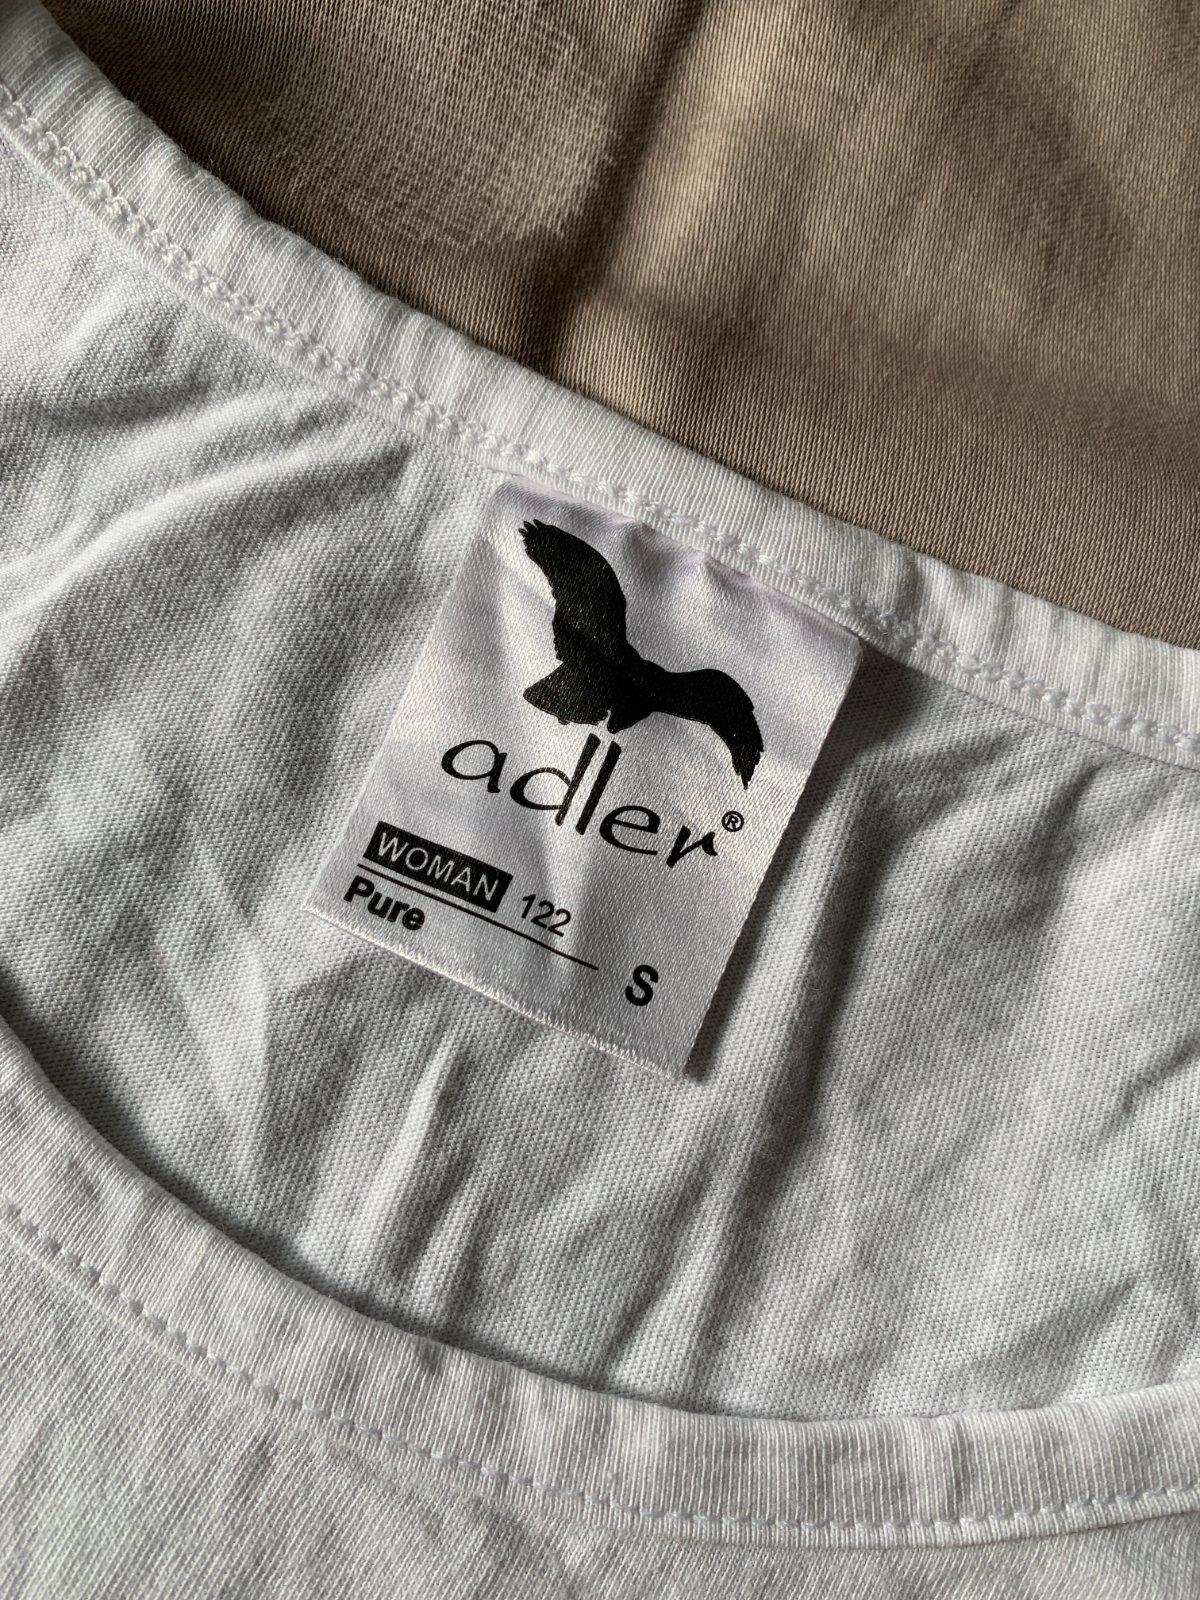 adler®
WOMAN 122
Pure
S